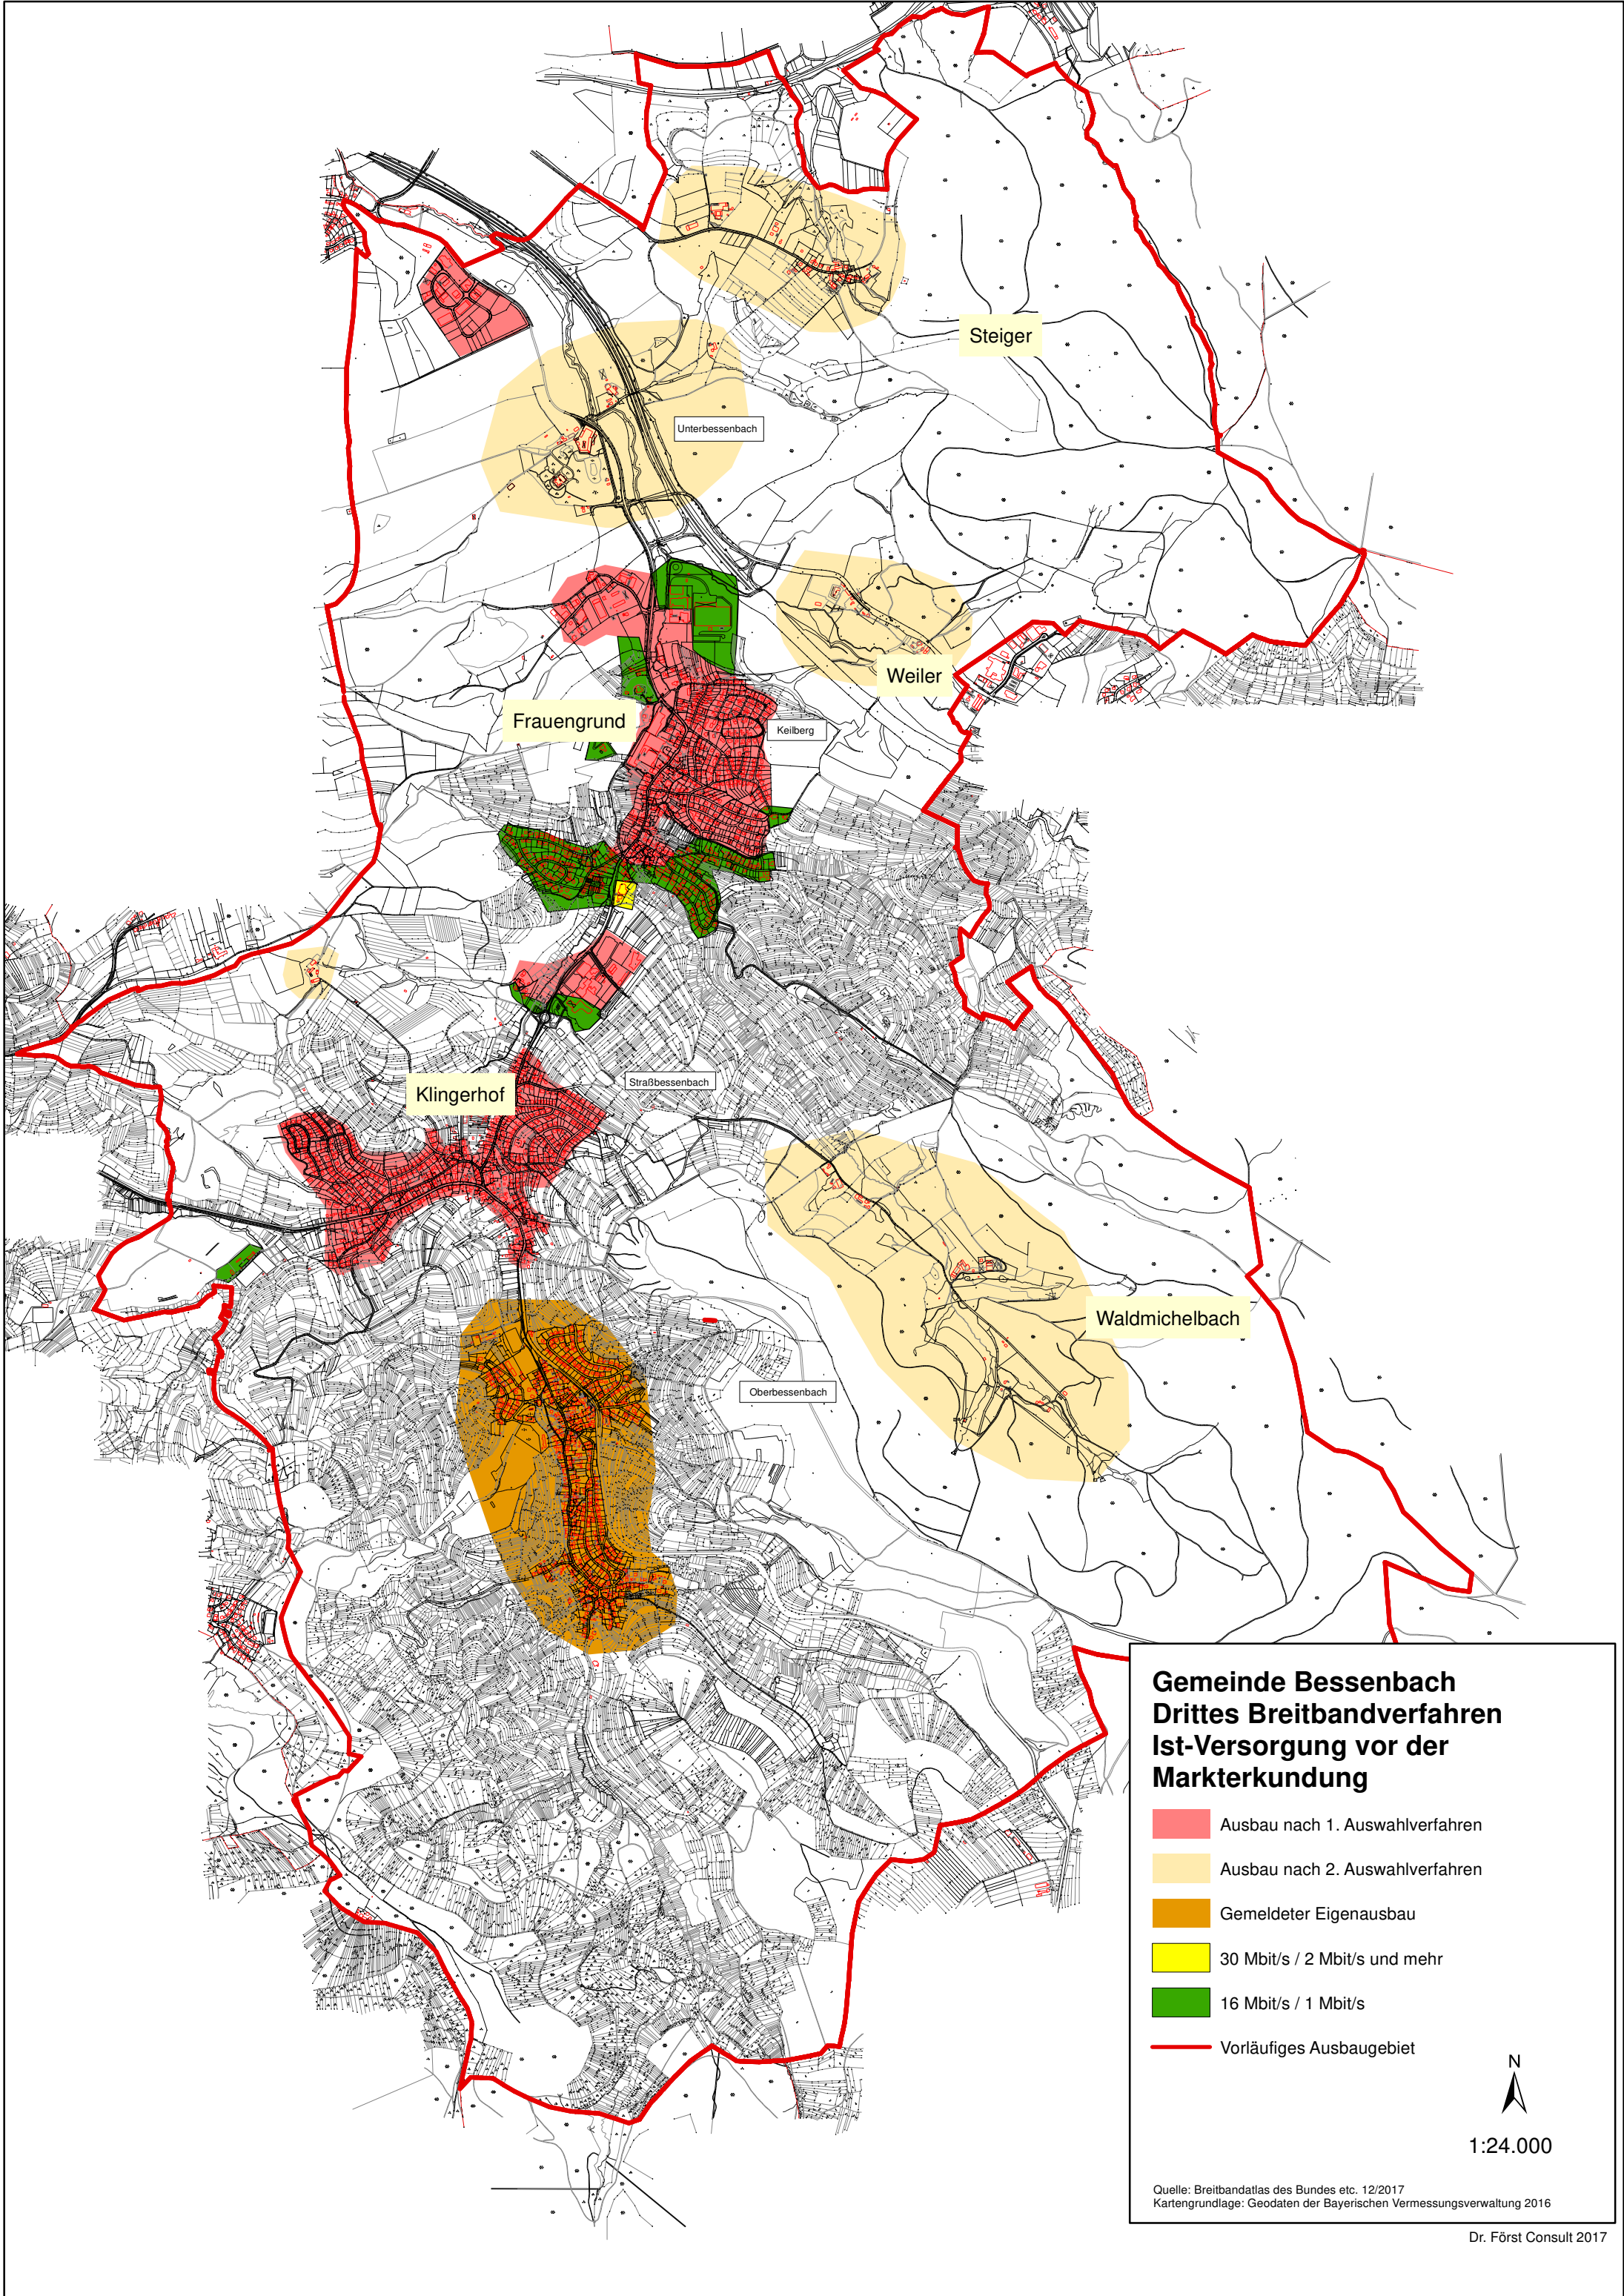 Steiger
Unterbessenbach
Weiler
Frauengrund
Keilberg
Klingerhof
Straßbessenbach
Waldmichelbach
Oberbessenbach
Gemeinde Bessenbach
Drittes Breitbandverfahren
Ist-Versorgung vor der
Markterkundung
Ausbau nach 1. Auswahlverfahren
Ausbau nach 2. Auswahlverfahren
Gemeldeter Eigenausbau
30 Mbit/s / 2 Mbit/s und mehr
16 Mbit/s / 1 Mbit/s
Vorläufiges Ausbaugebiet
N
1:24.000
Quelle: Breitbandatlas des Bundes etc. 12/2017
Kartengrundlage: Geodaten der Bayerischen Vermessungsverwaltung 2016
Dr. Först Consult 2017